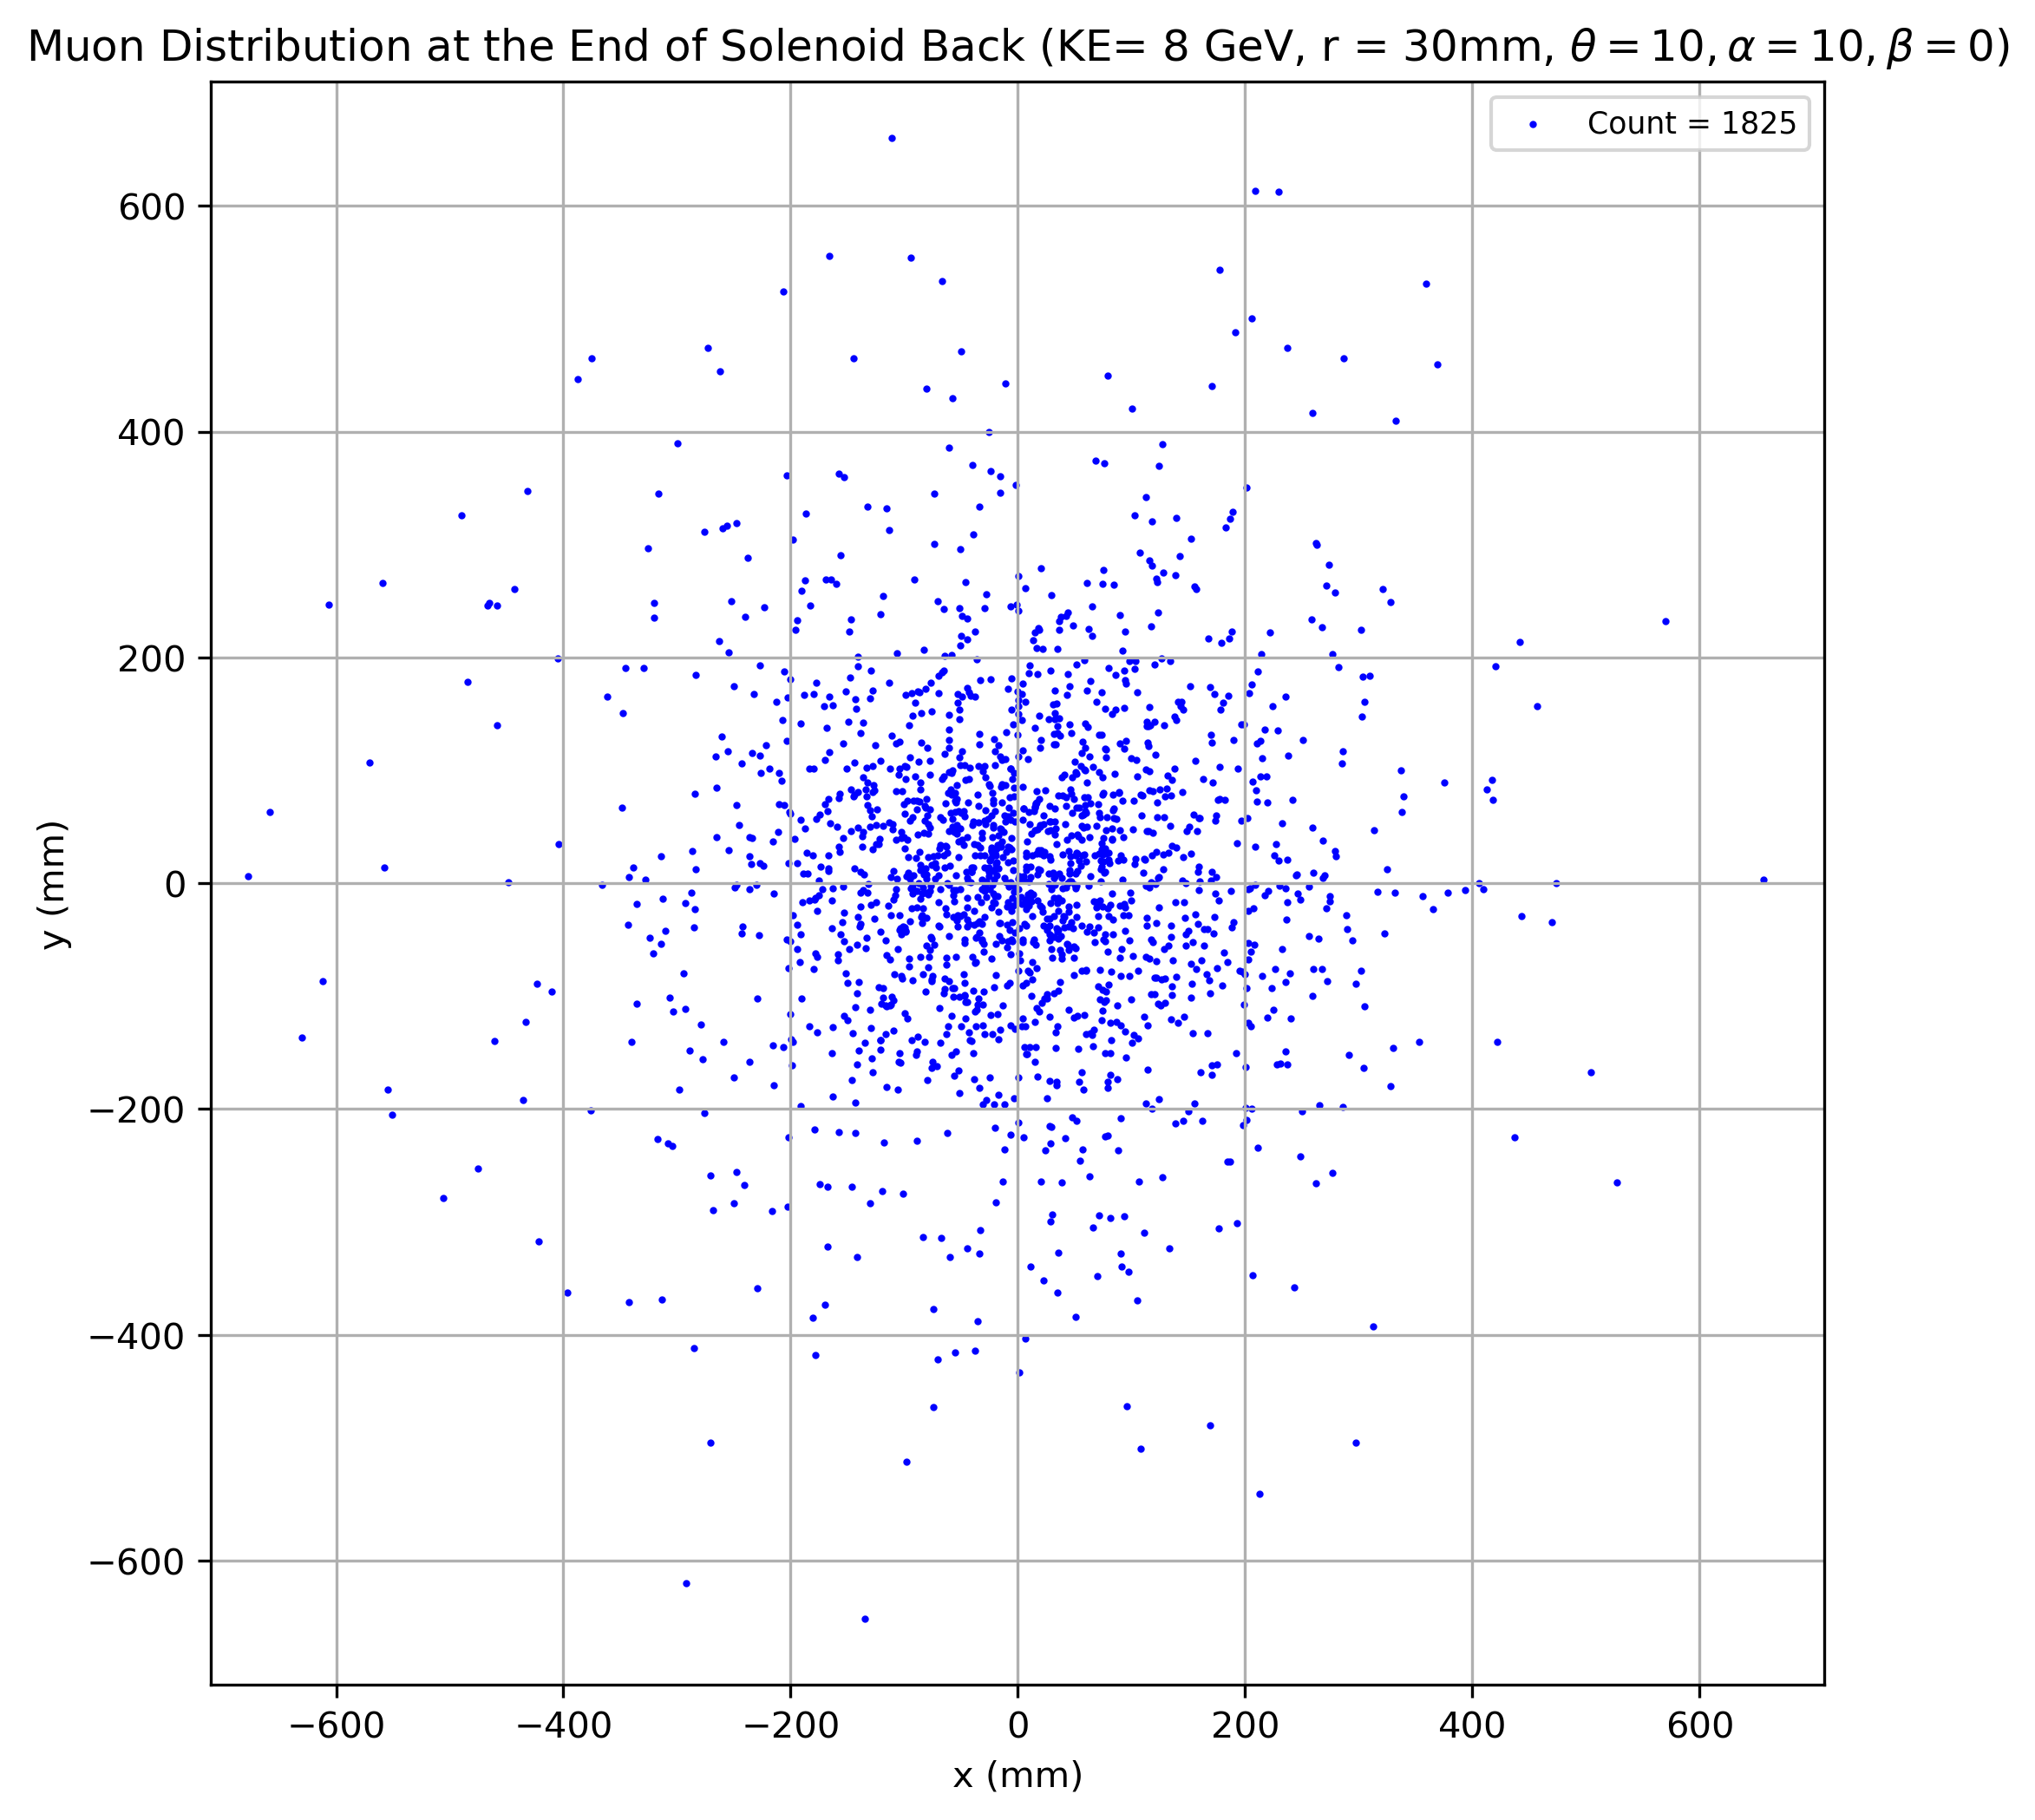 Muon Distribution at the End of Solenoid Back (KE= 8 GeV, r = 30mm, θ = 10, α = 10, β = 0)
Count = 1825
600
400
200
0
−200
−400
−600
y (mm)
−600 −400 −200 0 200 400 600
x (mm)